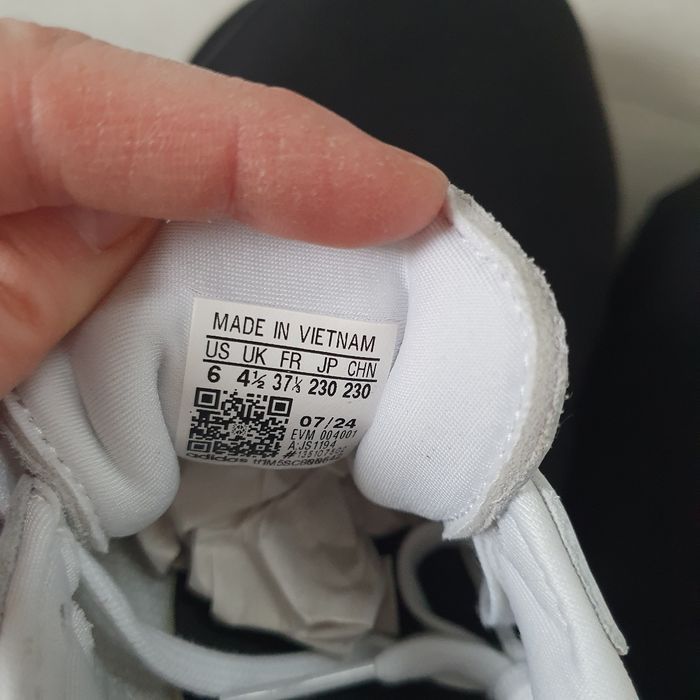 MADE IN VIETNAM
US UK FR JP CHN
6 4½ 37⅓ 230 230
07/24
EVM 004001
A:JS1194
adidas